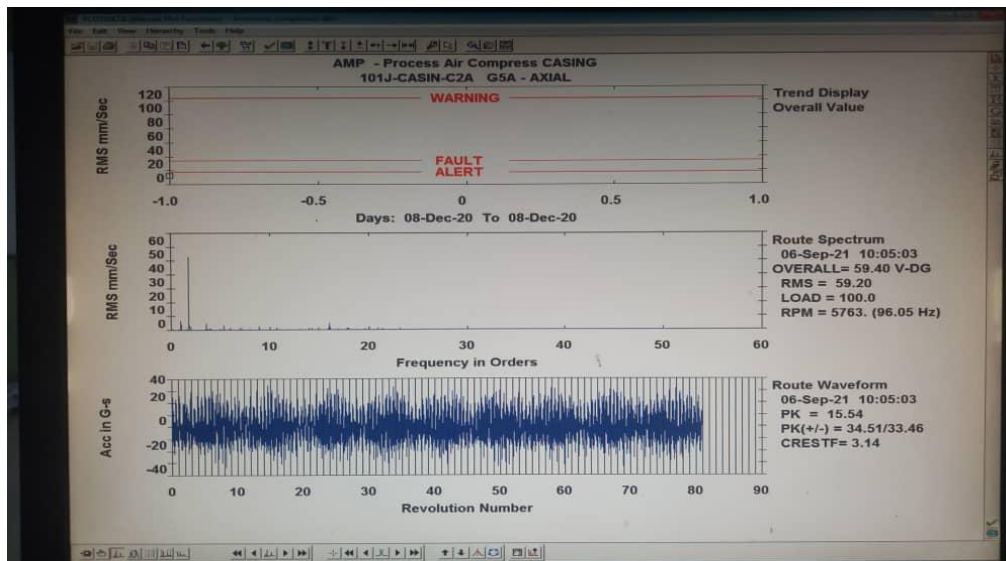 File Edit View Hierarchy Tools Help
AMP - Process Air Compress CASING
101J-CASIN-C2A G5A - AXIAL
RMS mm/Sec
120
100
80
60
40
20
0
WARNING
FAULT
ALERT
-1.0 -0.5 0 0.5 1.0
Days: 08-Dec-20 To 08-Dec-20
Trend Display
Overall Value
RMS mm/Sec
60
50
40
30
20
10
0
0 10 20 30 40 50 60
Frequency in Orders
Route Spectrum
06-Sep-21 10:05:03
OVERALL= 59.40 V-DG
RMS = 59.20
LOAD = 100.0
RPM = 5763. (96.05 Hz)
Acc in G-s
40
20
0
-20
-40
0 10 20 30 40 50 60 70 80 90
Revolution Number
Route Waveform
06-Sep-21 10:05:03
PK = 15.54
PK(+/-) = 34.51/33.46
CRESTF= 3.14